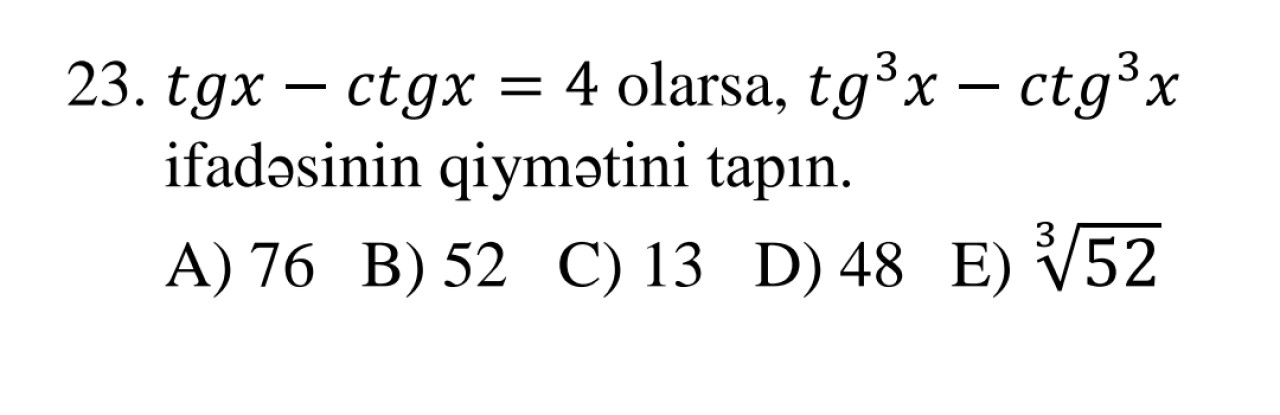 23. tgx − ctgx = 4 olarsa, tg³x − ctg³x
ifadəsinin qiymətini tapın.
A) 76 B) 52 C) 13 D) 48 E) ∛52